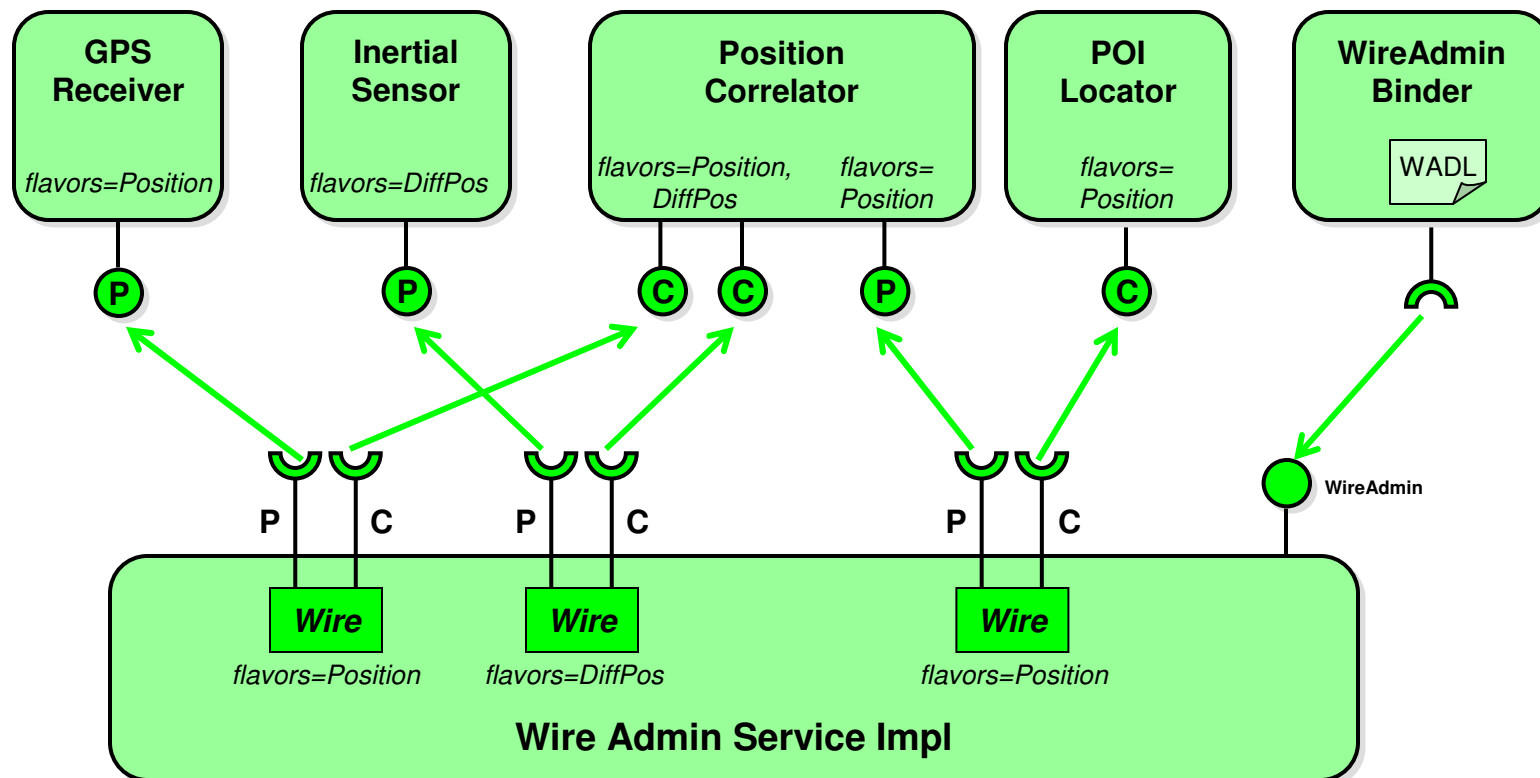 GPS
Receiver
flavors=Position
Inertial
Sensor
flavors=DiffPos
Position
Correlator
flavors=Position,
DiffPos
flavors=
Position
POI
Locator
flavors=
Position
WireAdmin
Binder
WADL
P
P
C
C
P
C
P
C
P
C
P
C
WireAdmin
Wire
flavors=Position
Wire
flavors=DiffPos
Wire
flavors=Position
Wire Admin Service Impl